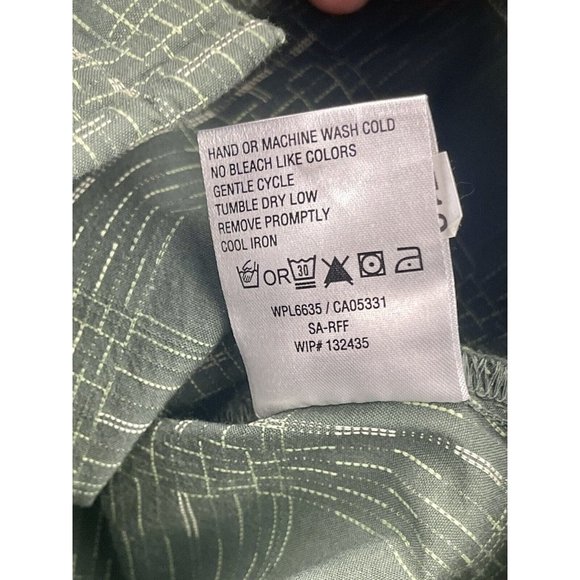 HAND OR MACHINE WASH COLD
NO BLEACH LIKE COLORS
GENTLE CYCLE
TUMBLE DRY LOW
REMOVE PROMPTLY
COOL IRON
OR 30
WPL6635 / CA05331
SA-RFF
WIP# 132435